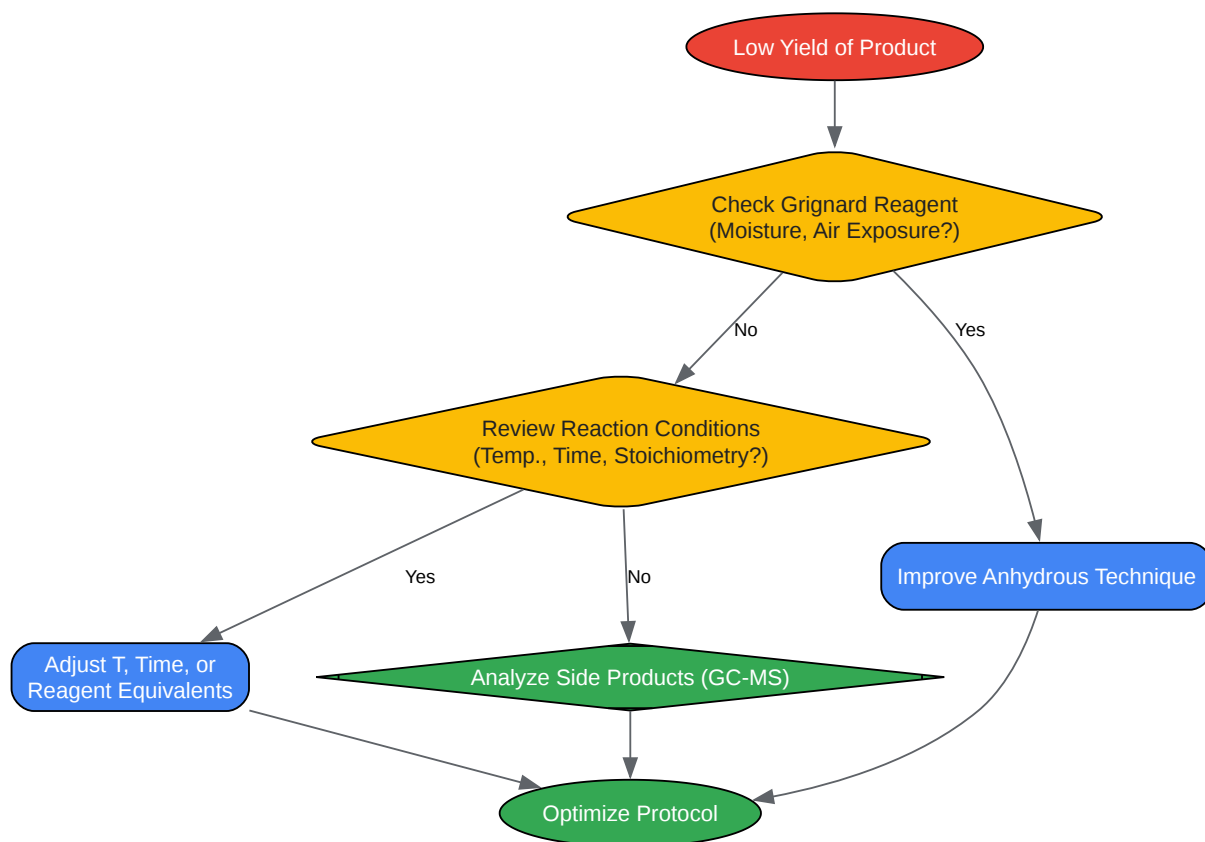 Low Yield of Product
Check Grignard Reagent
(Moisture, Air Exposure?)
No
Yes
Review Reaction Conditions
(Temp., Time, Stoichiometry?)
Yes
No
Improve Anhydrous Technique
Adjust T, Time, or
Reagent Equivalents
Analyze Side Products (GC-MS)
Optimize Protocol